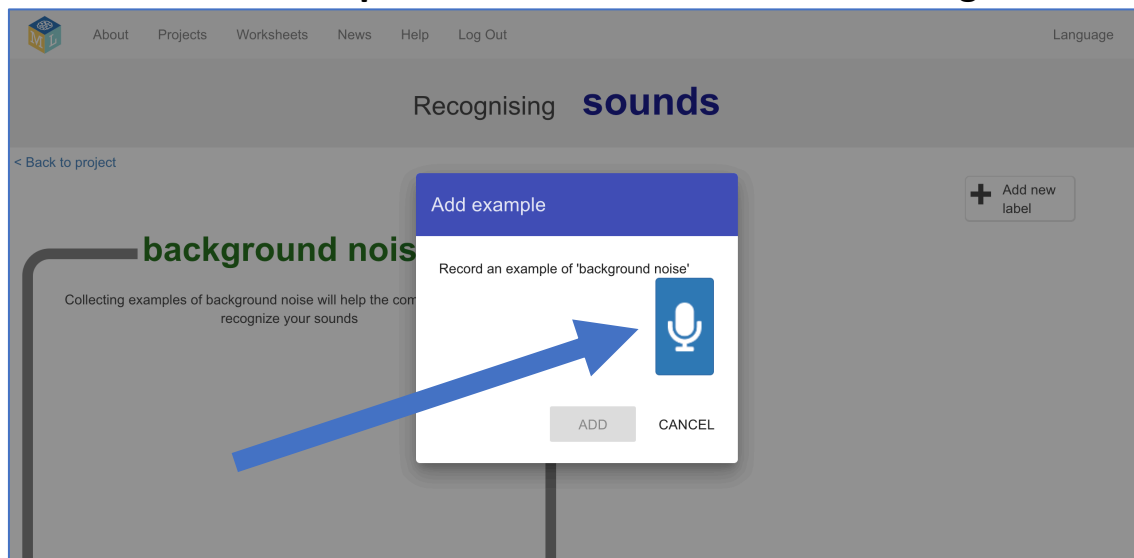 About Projects Worksheets News Help Log Out Language
Recognising sounds
< Back to project
Add new
label
Add example
background nois
Record an example of 'background noise'
Collecting examples of background noise will help the com
recognize your sounds
ADD CANCEL